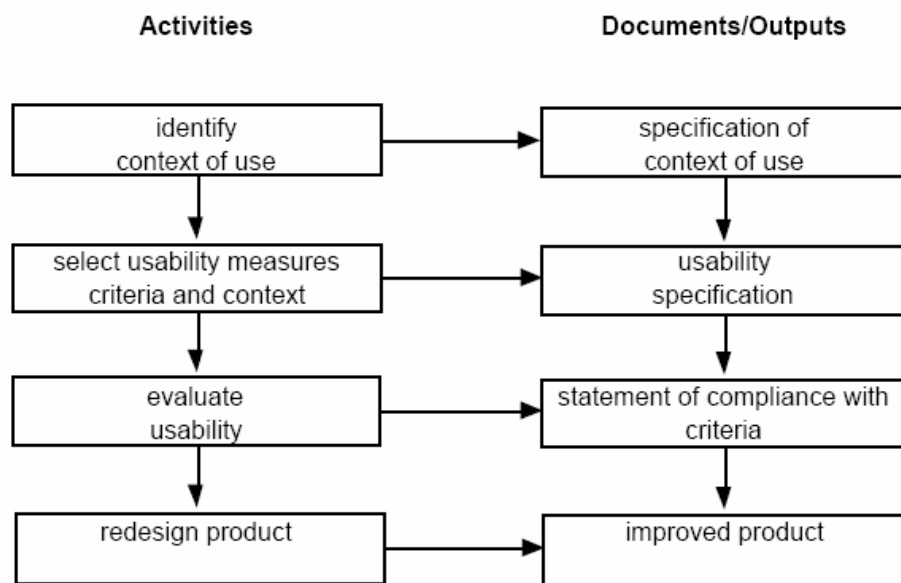 Activities
Documents/Outputs
identify
context of use
specification of
context of use
select usability measures
criteria and context
usability
specification
evaluate
usability
statement of compliance with
criteria
redesign product
improved product